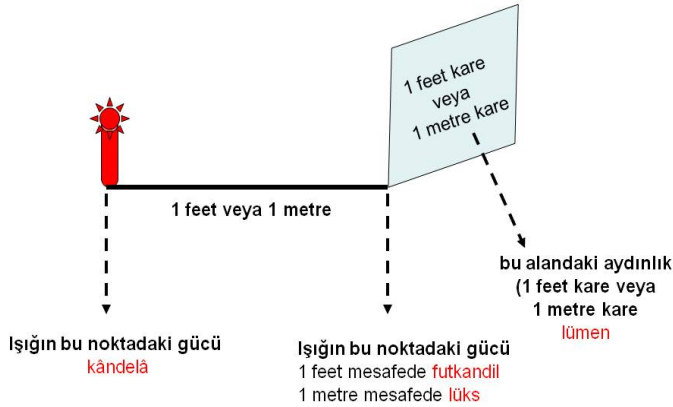 1 feet kare
veya
1 metre kare
1 feet veya 1 metre
bu alandaki aydınlık
(1 feet kare veya
1 metre kare
lümen
Işığın bu noktadaki gücü
kândelâ
Işığın bu noktadaki gücü
1 feet mesafede futkandil
1 metre mesafede lüks